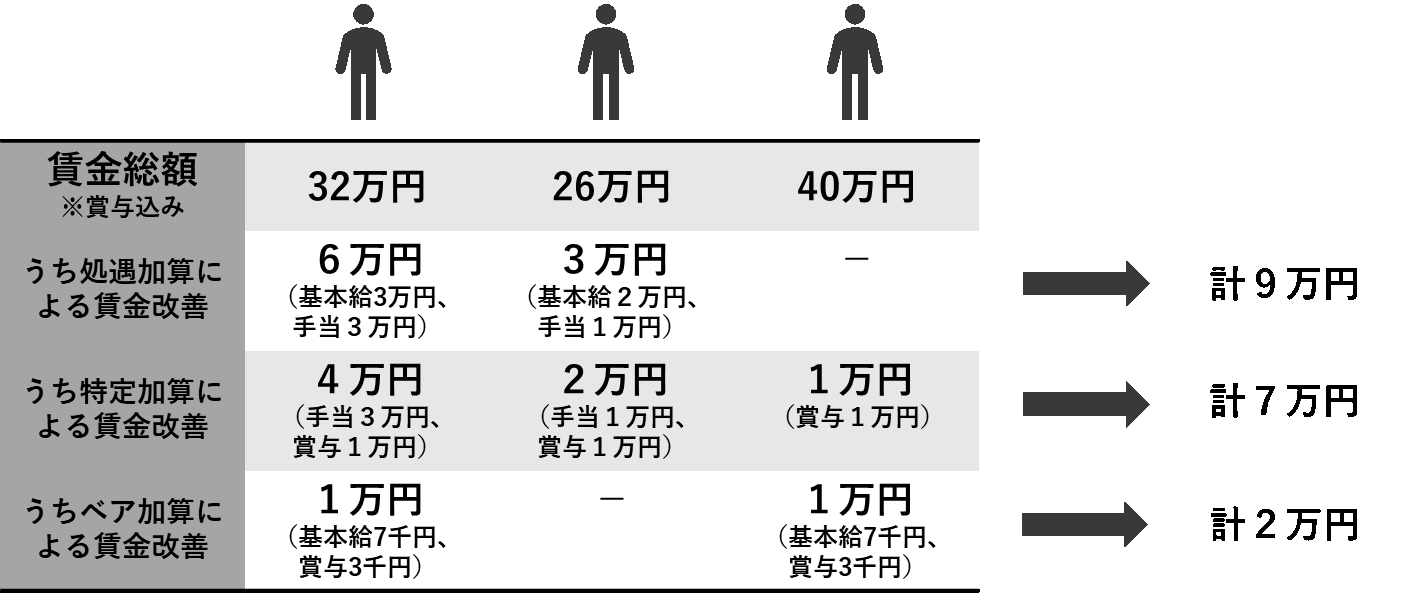 賃金総額
※賞与込み
32万円
26万円
40万円
うち処遇加算に
よる賃金改善
６万円
（基本給3万円、
手当３万円）
３万円
（基本給２万円、
手当１万円）
－
計９万円
うち特定加算に
よる賃金改善
４万円
（手当３万円、
賞与１万円）
２万円
（手当１万円、
賞与１万円）
１万円
（賞与１万円）
計７万円
うちベア加算に
よる賃金改善
１万円
（基本給7千円、
賞与3千円）
－
１万円
（基本給7千円、
賞与3千円）
計２万円